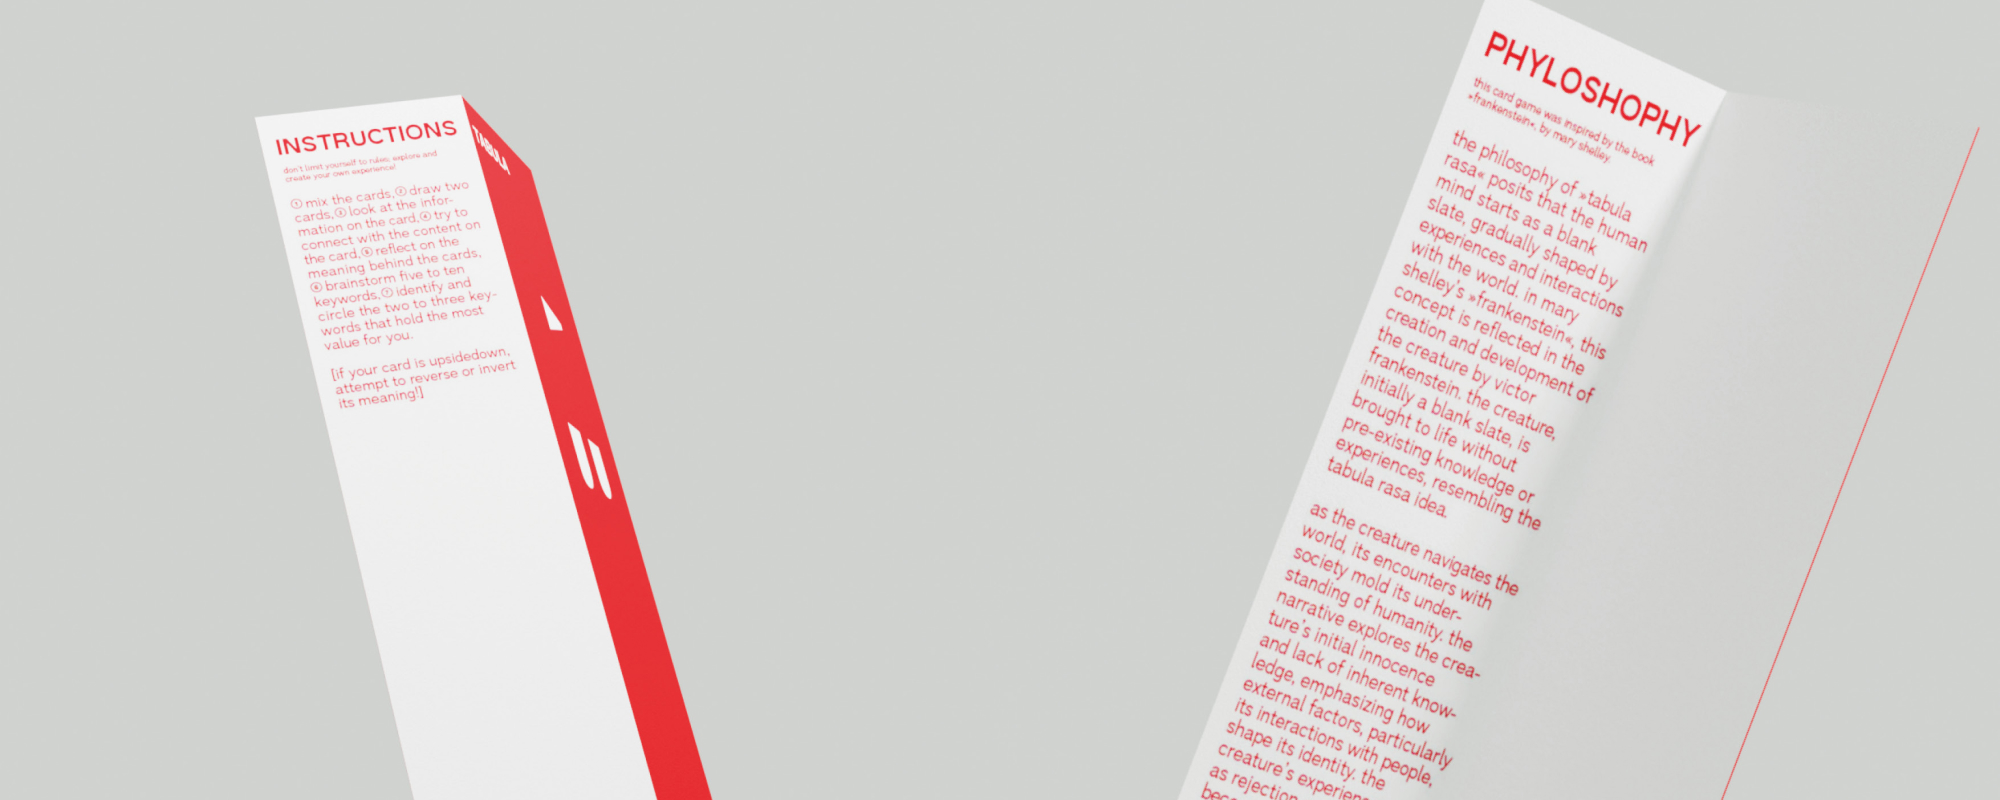 INSTRUCTIONS
don't limit yourself to rules, explore and
create your own experience!
① mix the cards, ② draw two
cards, ③ look at the infor-
mation on the card, ④ try to
connect with the content on
the card, ⑤ reflect on the
meaning behind the cards,
⑥ brainstorm five to ten
keywords, ⑦ identify and
circle the two to three key-
words that hold the most
value for you.
[if your card is upsidedown,
attempt to reverse or invert
its meaning!]
TABULA
PHYLOSHOPHY
this card game was inspired by the book
»frankenstein«, by mary shelley.
the philosophy of »tabula
rasa« posits that the human
mind starts as a blank
slate, gradually shaped by
experiences and interactions
with the world. in mary
shelley's »frankenstein«, this
concept is reflected in the
creation and development of
the creature by victor
frankenstein. the creature,
initially a blank slate, is
brought to life without
pre-existing knowledge or
experiences, resembling the
tabula rasa idea.
as the creature navigates the
world, its encounters with
society mold its under-
standing of humanity. the
narrative explores the crea-
ture's initial innocence
and lack of inherent know-
ledge, emphasizing how
external factors, particularly
its interactions with people,
shape its identity. the
creature's experien
as rejection